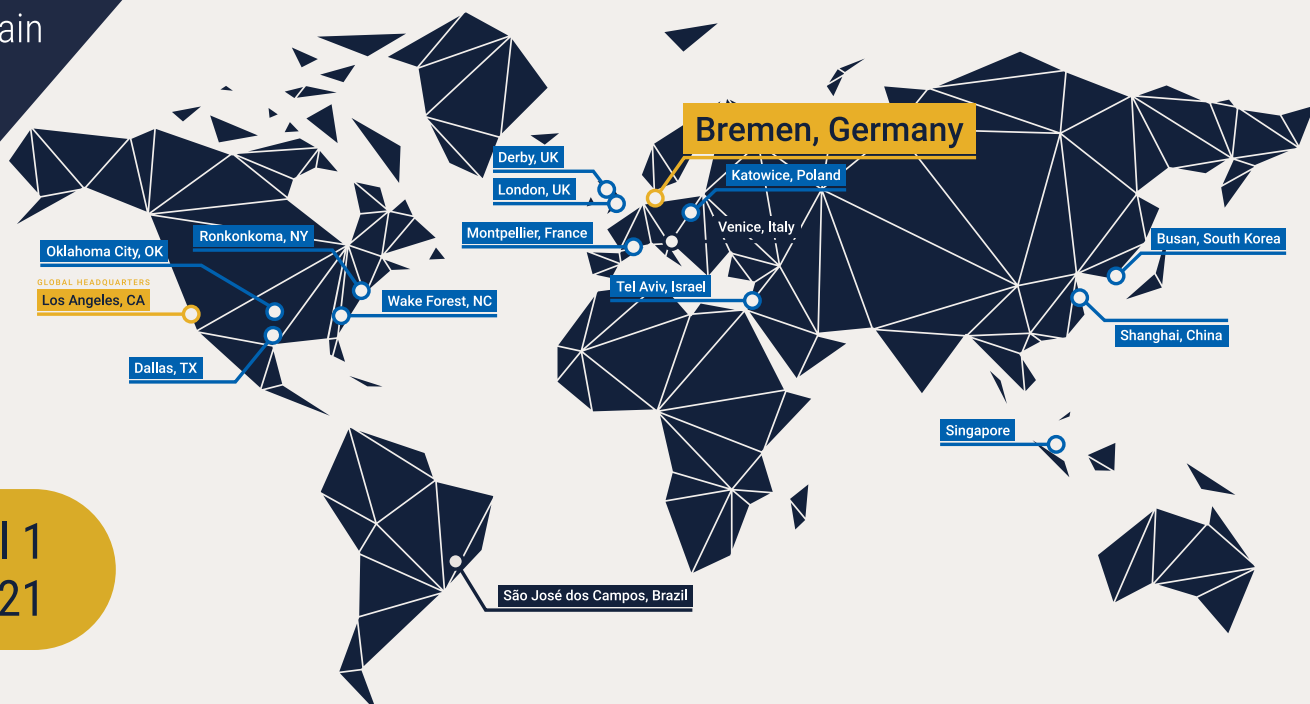 ain
Bremen, Germany
Derby, UK
Katowice, Poland
London, UK
Venice, Italy
Montpellier, France
Ronkonkoma, NY
Busan, South Korea
Oklahoma City, OK
GLOBAL HEADQUARTERS
Los Angeles, CA
Tel Aviv, Israel
Wake Forest, NC
Shanghai, China
Dallas, TX
Singapore
l 1
21
São José dos Campos, Brazil